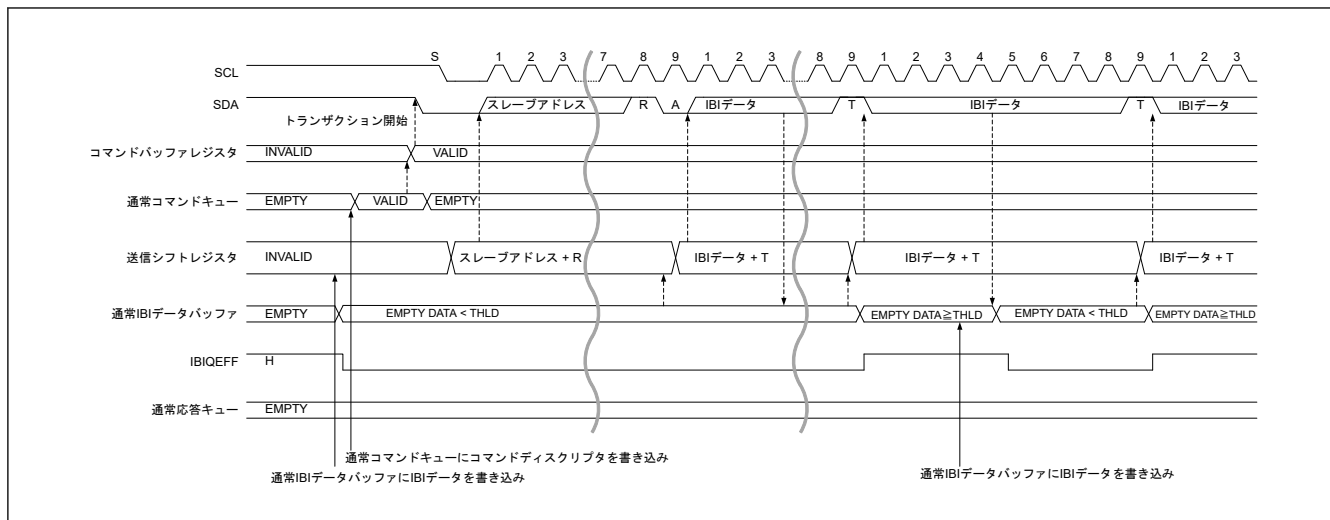 S 1 2 3 7 8 9 1 2 3 8 9 1 2 3 4 5 6 7 8 9 1 2 3
SCL
SDA スレーブアドレス R A IBIデータ T IBIデータ T IBIデータ
トランザクション開始
コマンドバッファレジスタ INVALID VALID
通常コマンドキュー EMPTY VALID EMPTY
送信シフトレジスタ INVALID スレーブアドレス + R IBIデータ + T IBIデータ + T IBIデータ + T
通常IBIデータバッファ EMPTY EMPTY DATA < THLD EMPTY DATA≧THLD EMPTY DATA < THLD EMPTY DATA≧THLD
IBIQEFF H
通常応答キュー EMPTY
通常コマンドキューにコマンドディスクリプタを書き込み
通常IBIデータバッファにIBIデータを書き込み 通常IBIデータバッファにIBIデータを書き込み